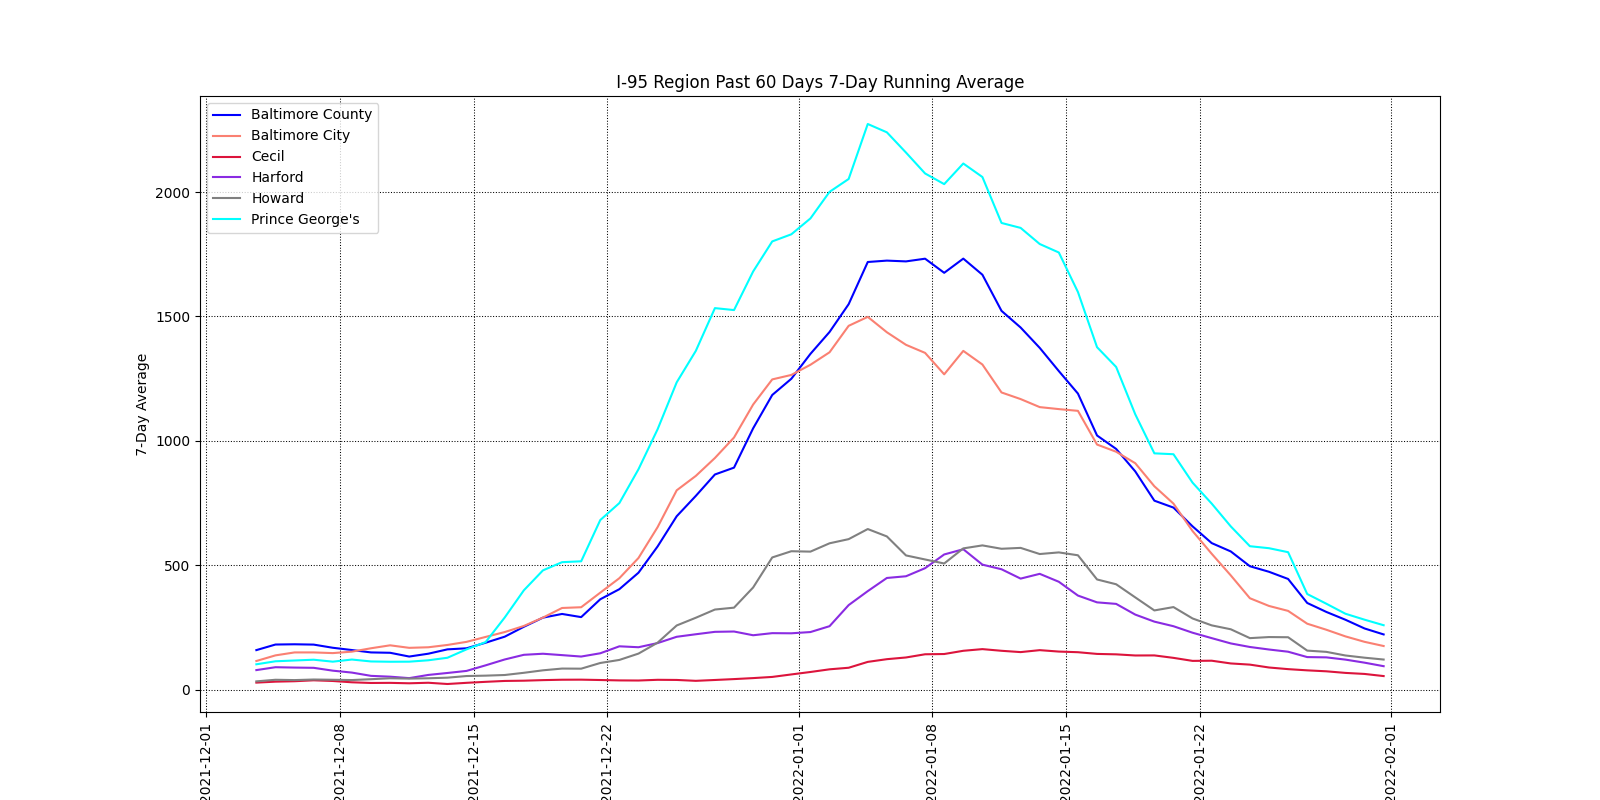 I-95 Region Past 60 Days 7-Day Running Average
Baltimore County
Baltimore City
Cecil
Harford
Howard
Prince George's
7-Day Average
2000
1500
1000
500
0
2021-12-01
2021-12-08
2021-12-15
2021-12-22
2022-01-01
2022-01-08
2022-01-15
2022-01-22
2022-02-01